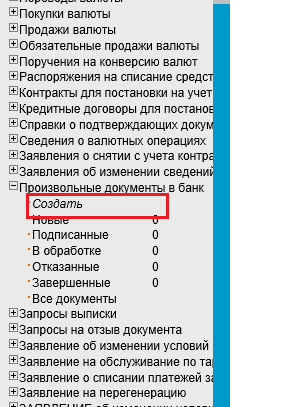 Покупки валюты
Продажи валюты
Обязательные продажи валюты
Поручения на конверсию валют
Распоряжения на списание средст
Контракты для постановки на учет
Кредитные договоры для постанов
Справки о подтверждающих докум
Сведения о валютных операциях
Заявления о снятии с учета контра
Заявления об изменении сведений
Произвольные документы в банк
Создать
Новые 0
Подписанные 0
В обработке 0
Отказанные 0
Завершенные 0
Все документы
Запросы выписки
Запросы на отзыв документа
Заявление об изменении условий
Заявление на обслуживание по та
Заявление о списании платежей за
Заявление на перегенерацию